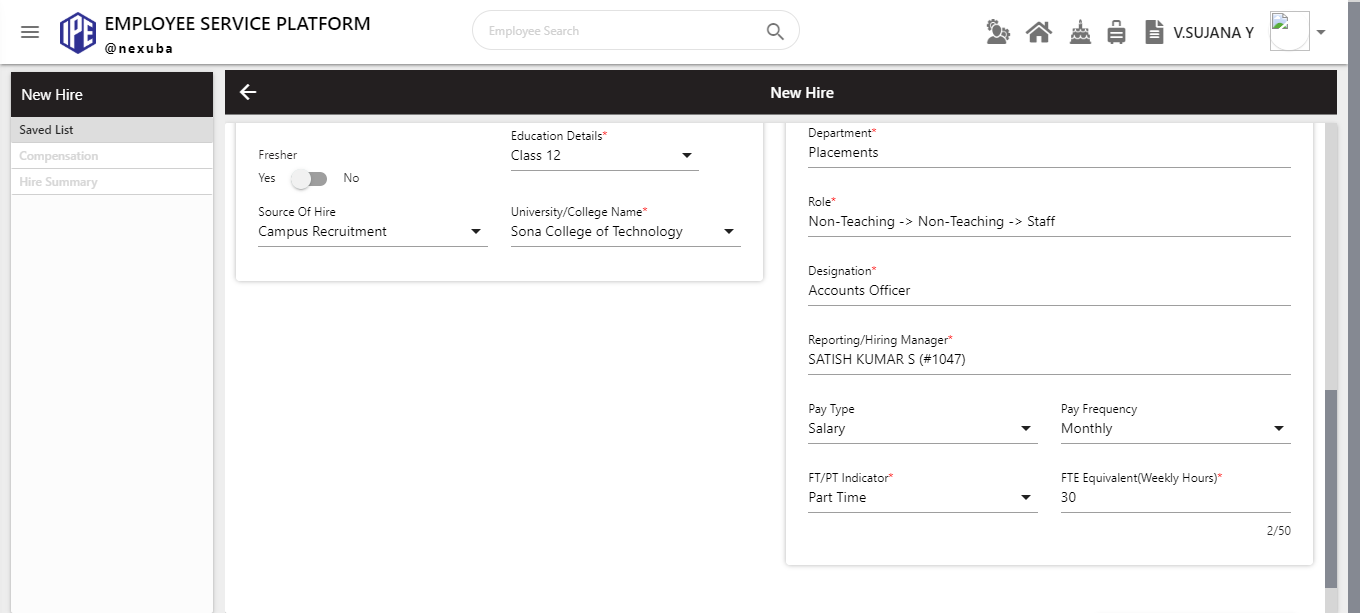 EMPLOYEE SERVICE PLATFORM
@nexuba
IPE
Employee Search
V.SUJANA Y
New Hire
Saved List
Compensation
Hire Summary
New Hire
Fresher
Yes No
Education Details*
Class 12
Source Of Hire
Campus Recruitment
University/College Name*
Sona College of Technology
Department*
Placements
Role*
Non-Teaching -> Non-Teaching -> Staff
Designation*
Accounts Officer
Reporting/Hiring Manager*
SATISH KUMAR S (#1047)
Pay Type
Salary
Pay Frequency
Monthly
FT/PT Indicator*
Part Time
FTE Equivalent(Weekly Hours)*
30
2/50